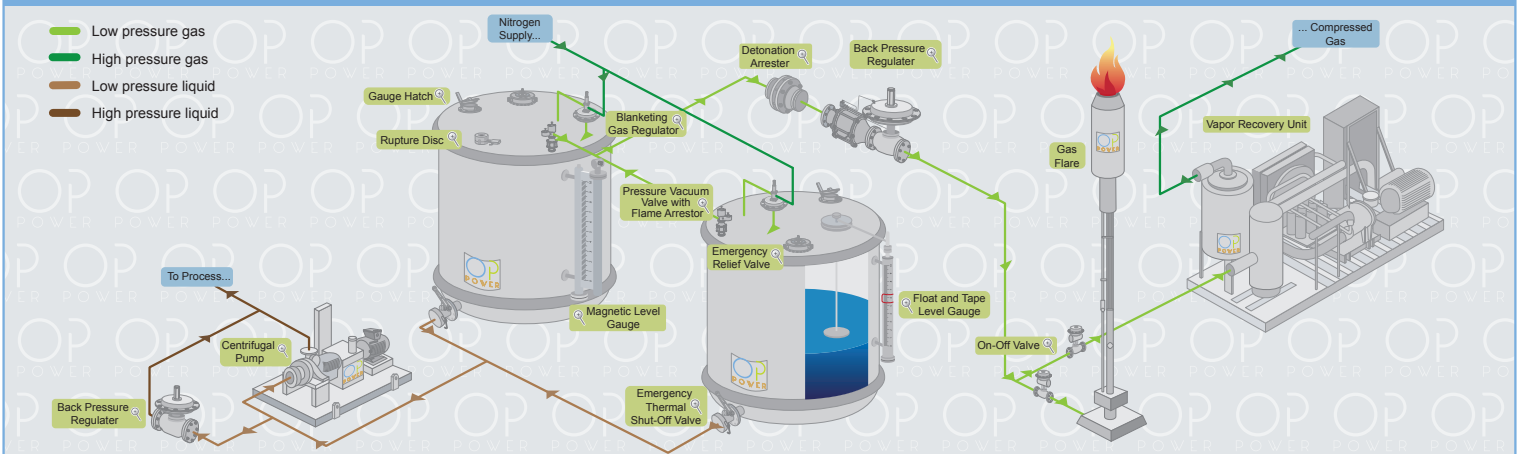 Low pressure gas
High pressure gas
Low pressure liquid
High pressure liquid
Nitrogen
Supply...
Detonation
Arrester
Back Pressure
Regulater
... Compressed
Gas
Gauge Hatch
Rupture Disc
Blanketing
Gas Regulator
Gas
Flare
Vapor Recovery Unit
Pressure Vacuum
Valve with
Flame Arrestor
Emergency
Relief Valve
To Process...
Magnetic Level
Gauge
Float and Tape
Level Gauge
Centrifugal
Pump
On-Off Valve
Back Pressure
Regulater
Emergency
Thermal
Shut-Off Valve
OP
POWER